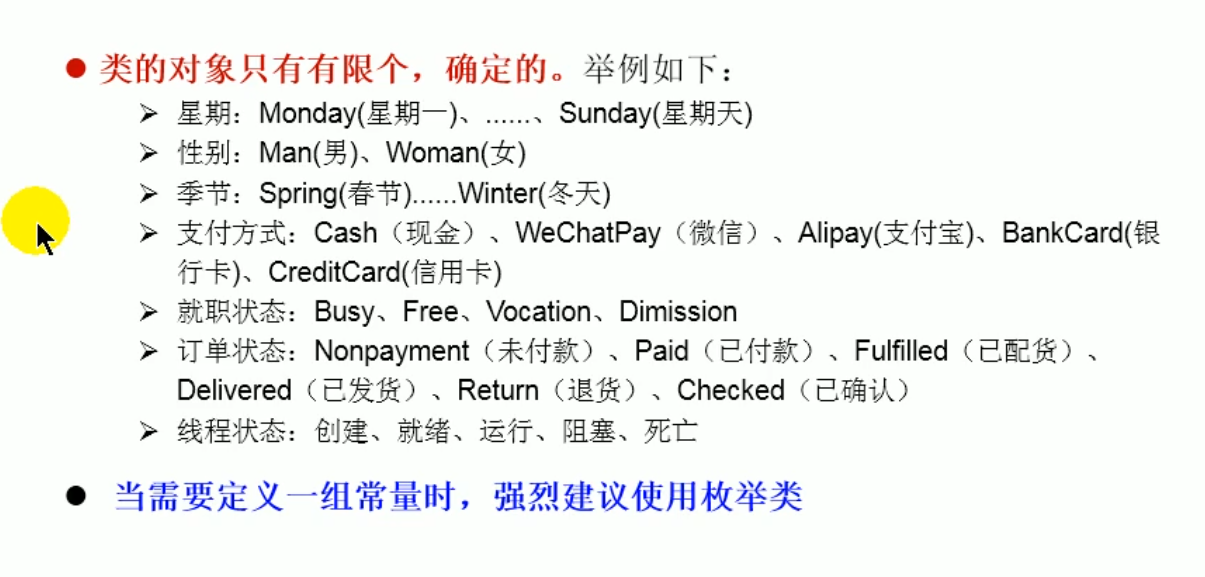 ● 类的对象只有有限个，确定的。举例如下：
➢ 星期：Monday(星期一)、......、Sunday(星期天)
➢ 性别：Man(男)、Woman(女)
➢ 季节：Spring(春节)......Winter(冬天)
➢ 支付方式：Cash（现金）、WeChatPay（微信）、Alipay(支付宝)、BankCard(银
行卡)、CreditCard(信用卡)
➢ 就职状态：Busy、Free、Vocation、Dimission
➢ 订单状态：Nonpayment（未付款）、Paid（已付款）、Fulfilled（已配货）、
Delivered（已发货）、Return（退货）、Checked（已确认）
➢ 线程状态：创建、就绪、运行、阻塞、死亡
● 当需要定义一组常量时，强烈建议使用枚举类